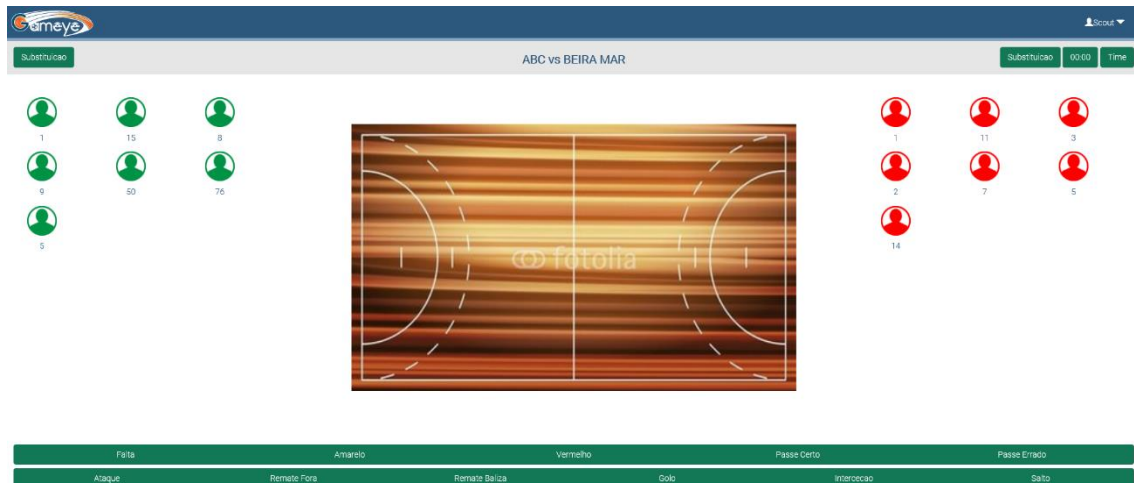 Gameye
Scout
Substituicao
ABC vs BEIRA MAR
Substituicao 00:00 Time
1 15 8
1 11 3
9 50 76
2 7 5
5
14
fotolia
Falta Amarelo Vermelho Passe Certo Passe Errado
Ataque Remate Fora Remate Baliza Golo Intercecao Salto